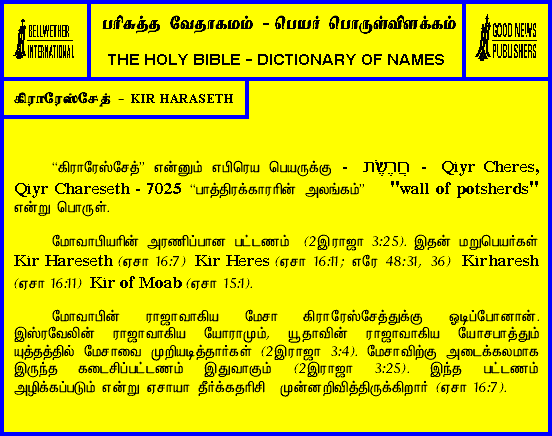 BELLWETHER
INTERNATIONAL
பரிசுத்த வேதாகமம் - பெயர் பொருள்விளக்கம்
THE HOLY BIBLE - DICTIONARY OF NAMES
GOOD NEWS
PUBLISHERS
கிராரேஸ்சேத் - KIR HARASETH
“கிராரேஸ்சேத்” என்னும் எபிரெய பெயருக்கு - חֲרֶשֶׂת - Qiyr Cheres,
Qiyr Chareseth - 7025 “பாத்திரக்காரரின் அலங்கம்” "wall of potsherds"
என்று பொருள்.
மோவாபியரின் அரணிப்பான பட்டணம் (2இராஜா 3:25). இதன் மறுபெயர்கள்
Kir Hareseth (ஏசா 16:7) Kir Heres (ஏசா 16:11; எரே 48:31, 36) Kirharesh
(ஏசா 16:11) Kir of Moab (ஏசா 15:1).
மோவாபின் ராஜாவாகிய மேசா கிராரேஸ்சேத்துக்கு ஓடிப்போனான்.
இஸ்ரவேலின் ராஜாவாகிய யோராமும், யூதாவின் ராஜாவாகிய யோசபாத்தும்
யுத்தத்தில் மேசாவை முறியடித்தார்கள் (2இராஜா 3:4). மேசாவிற்கு அடைக்கலமாக
இருந்த கடைசிப்பட்டணம் இதுவாகும் (2இராஜா 3:25). இந்த பட்டணம்
அழிக்கப்படும் என்று ஏசாயா தீர்க்கதரிசி முன்னறிவித்திருக்கிறார் (ஏசா 16:7).